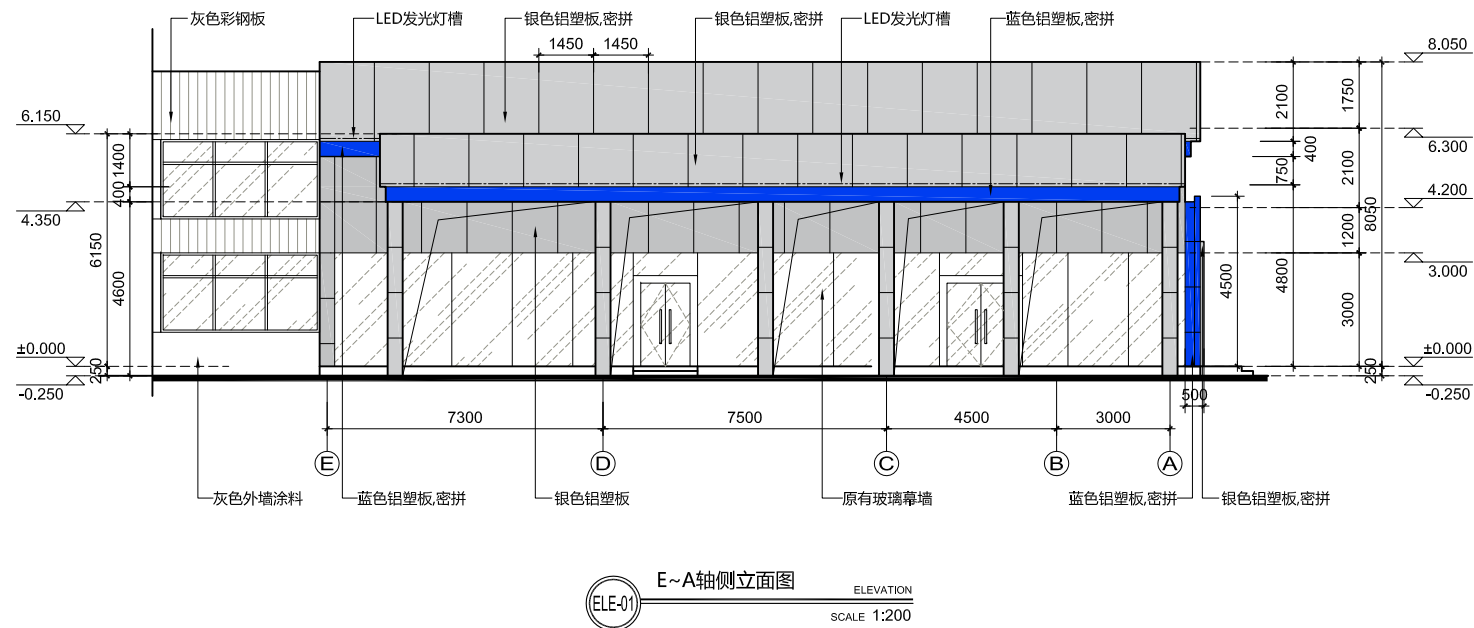 灰色彩钢板
LED发光灯槽
银色铝塑板,密拼
银色铝塑板,密拼
LED发光灯槽
蓝色铝塑板,密拼
1450
1450
8.050
6.150
1400
400
4.350
6150
4600
±0.000
250
-0.250
2100
1750
400
6.300
750
2100
4.200
8050
1200
4500
4800
3.000
3000
±0.000
250
-0.250
500
7300
7500
4500
3000
E
D
C
B
A
灰色外墙涂料
蓝色铝塑板,密拼
银色铝塑板
原有玻璃幕墙
蓝色铝塑板,密拼
银色铝塑板,密拼
ELE-01
E~A轴侧立面图
ELEVATION
SCALE 1:200